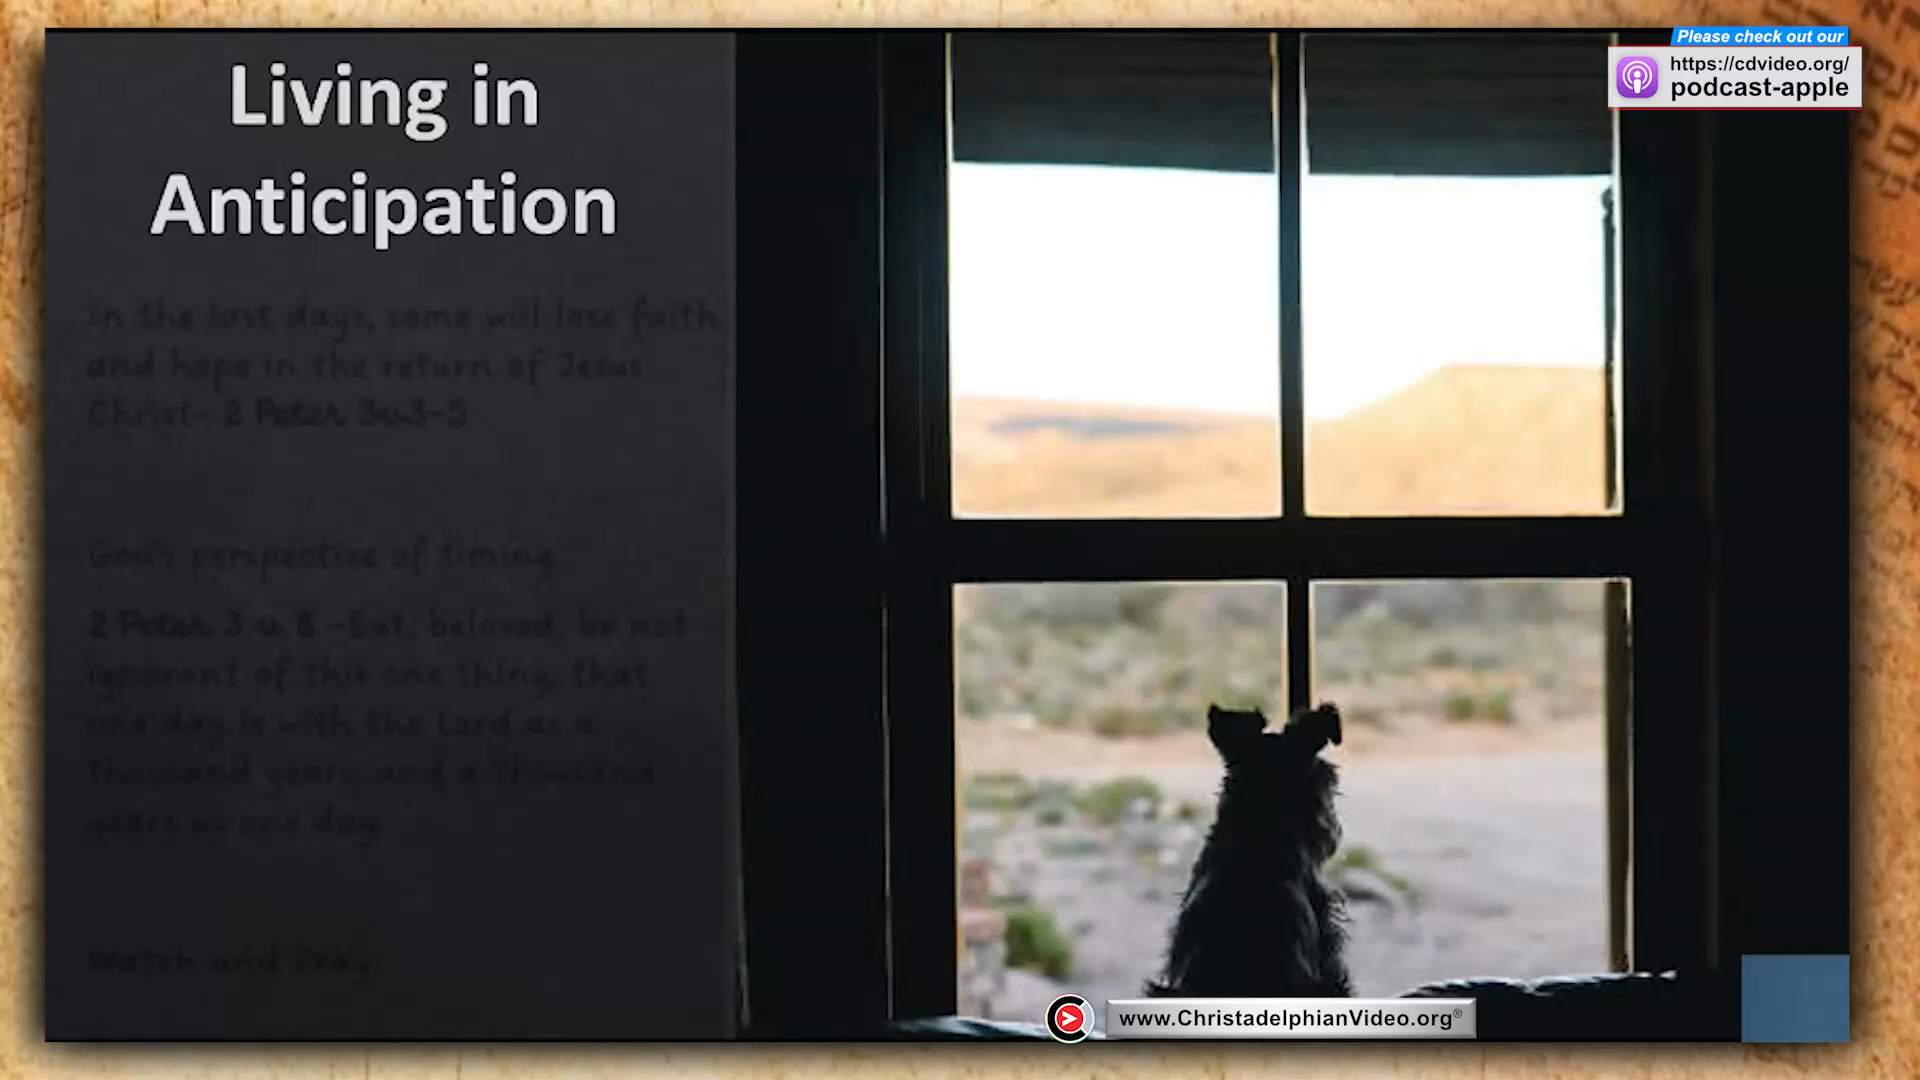 Living in
Anticipation
In the last days, some will lose faith
and hope in the return of Jesus
Christ- 2 Peter 3v3-5
God's perspective of timing
2 Peter 3 v 8 -But, beloved, be not
ignorant of this one thing, that
one day is with the Lord as a
thousand years, and a thousand
years as one day
Watch and Pray
Please check out our
https://cdvideo.org/
podcast-apple
www.ChristadelphianVideo.org®